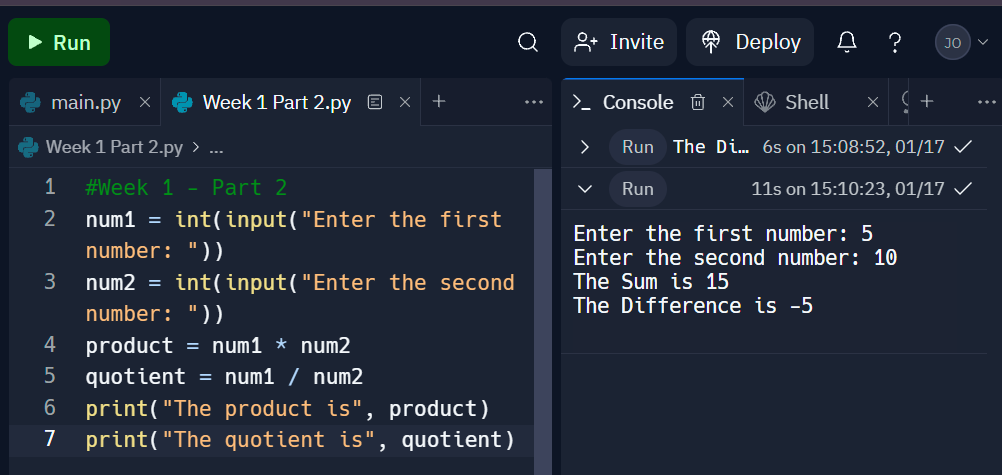 Run
Invite
Deploy
?
JO
main.py ×
Week 1 Part 2.py × +
...
>_ Console ×
Shell × +
...
Week 1 Part 2.py > ...
1 #Week 1 - Part 2
2 num1 = int(input("Enter the first
number: "))
3 num2 = int(input("Enter the second
number: "))
4 product = num1 * num2
5 quotient = num1 / num2
6 print("The product is", product)
7 print("The quotient is", quotient)
Run The Di… 6s on 15:08:52, 01/17
Run 11s on 15:10:23, 01/17
Enter the first number: 5
Enter the second number: 10
The Sum is 15
The Difference is -5